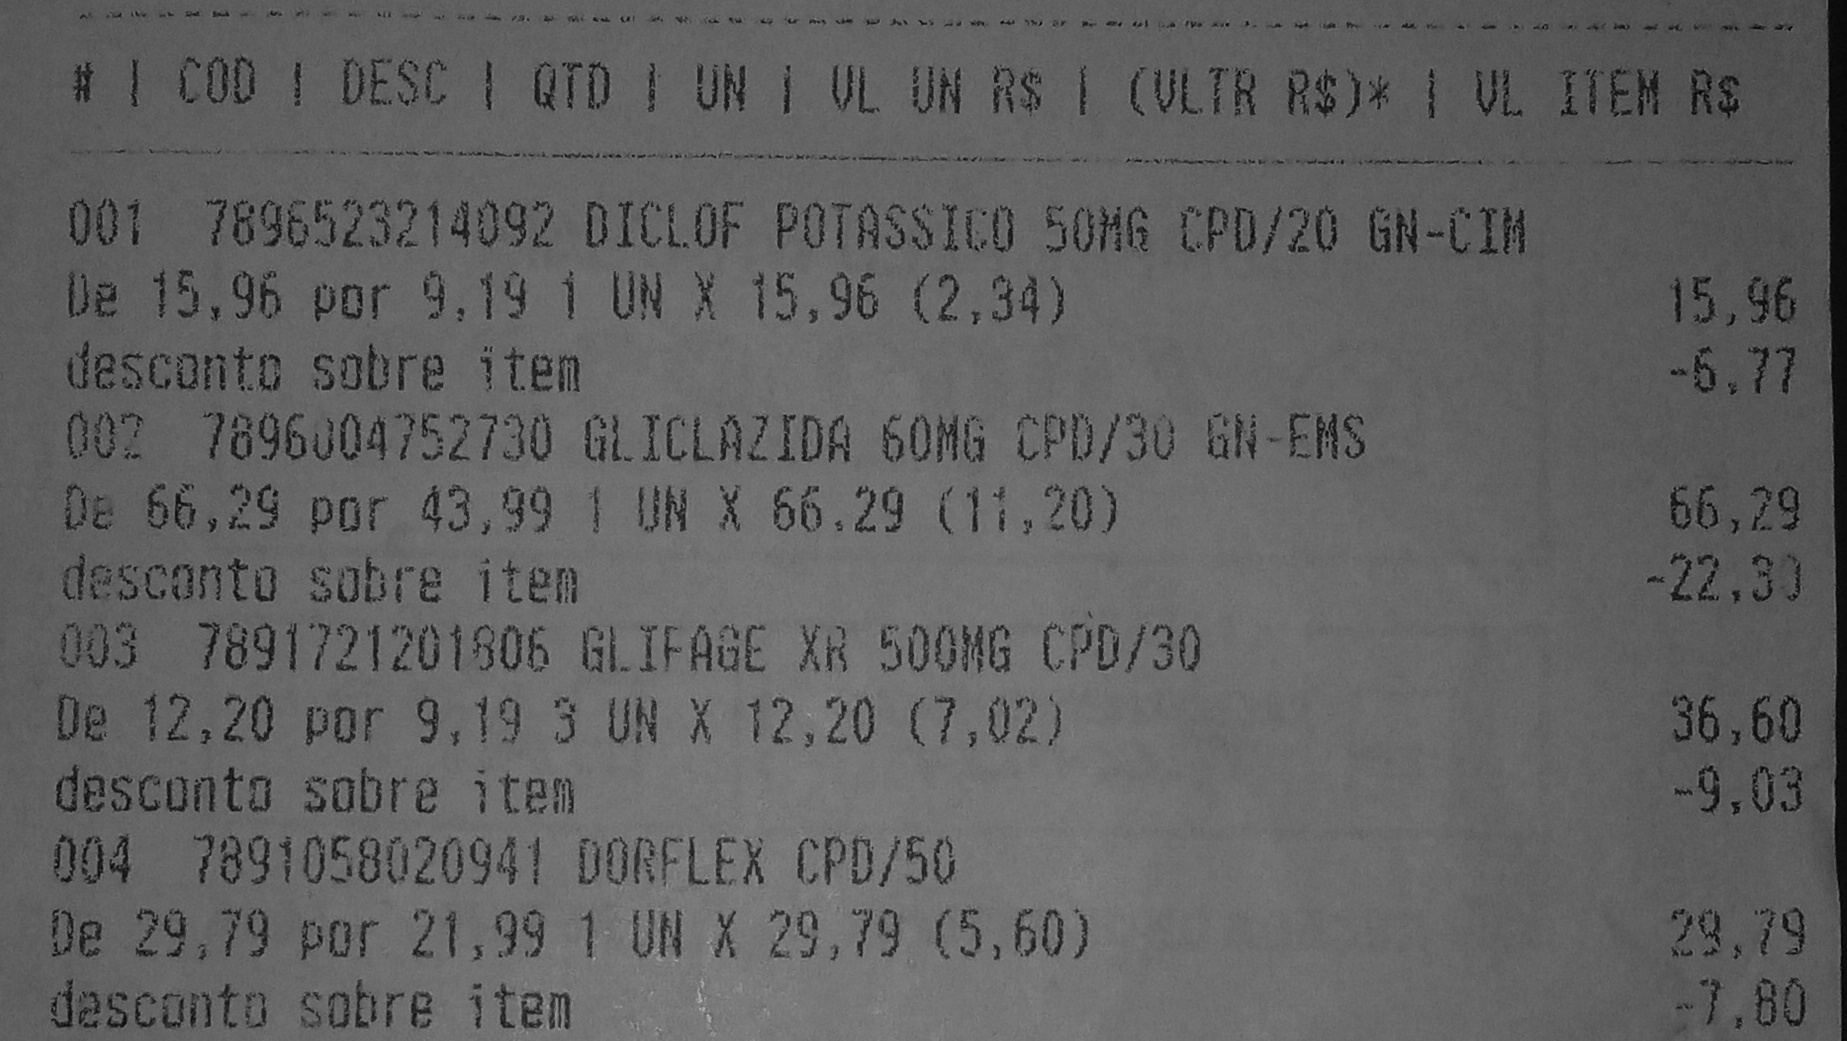 # | COD | DESC | QTD | UN | VL UN R$ | (VLTR R$)* | VL ITEM R$
001 7896523214092 DICLOF POTASSICO 50MG CPD/20 GN-CIM
De 15,96 por 9,19 1 UN X 15,96 (2,34) 15,96
desconto sobre item -6,77
002 7896004752730 GLICLAZIDA 60MG CPD/30 GN-EMS
De 66,29 por 43,99 1 UN X 66.29 (11,20) 66,29
desconto sobre item -22,30
003 7891721201806 GLIFAGE XR 500MG CPD/30
De 12,20 por 9,19 3 UN X 12,20 (7,02) 36,60
desconto sobre item -9,03
004 7891058020941 DORFLEX CPD/50
De 29,79 por 21,99 1 UN X 29,79 (5,60) 29,79
desconto sobre item -7,80